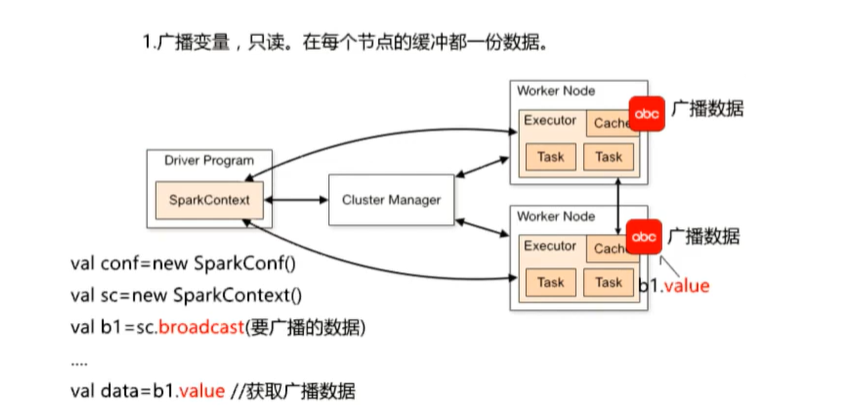 1.广播变量，只读。在每个节点的缓冲都一份数据。
Worker Node
Executor
Cache
abc
广播数据
Task
Task
Driver Program
SparkContext
Cluster Manager
Worker Node
Executor
Cache
abc
广播数据
Task
Task
b1.value
val conf=new SparkConf()
val sc=new SparkContext()
val b1=sc.broadcast(要广播的数据)
....
val data=b1.value //获取广播数据